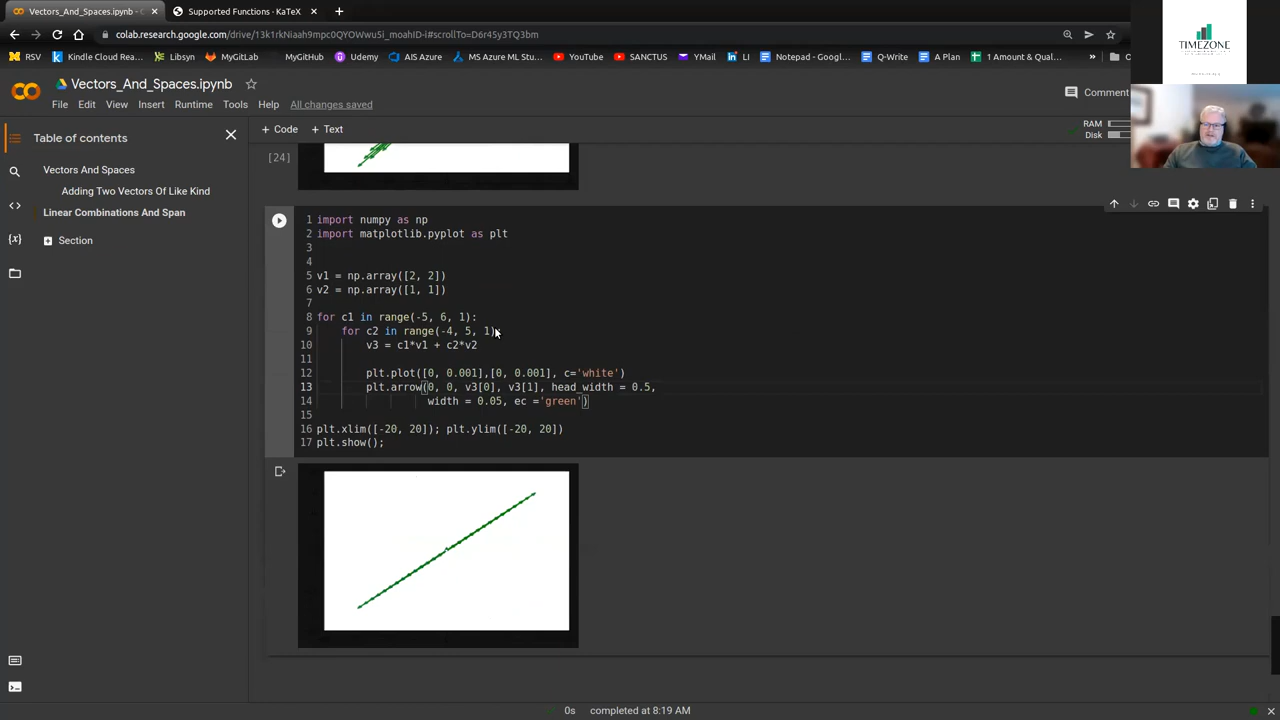 Vectors_And_Spaces.ipynb - C
Supported Functions - KaTeX
colab.research.google.com/drive/13k1rkNiaah9mpc0QYOWwu5i_moahID-i#scrollTo=D6r45y3TQ3bm
RSV
Kindle Cloud Rea...
MyGitLab
MyGitHub
Udemy
AIS Azure
MS Azure ML Stu...
YouTube
SANCTUS
YMail
LI
Notepad - Googl...
Q-Write
A Plan
1 Amount & Qual...
TIMEZONE
Vectors_And_Spaces.ipynb
File Edit View Insert Runtime Tools Help All changes saved
Comment
Table of contents
+ Code + Text
RAM
Disk
Vectors And Spaces
Adding Two Vectors Of Like Kind
Linear Combinations And Span
Section
[24]
1 import numpy as np
2 import matplotlib.pyplot as plt
3
4
5 v1 = np.array([2, 2])
6 v2 = np.array([1, 1])
7
8 for c1 in range(-5, 6, 1):
9 for c2 in range(-4, 5, 1):
10 v3 = c1*v1 + c2*v2
11
12 plt.plot([0, 0.001],[0, 0.001], c='white')
13 plt.arrow(0, 0, v3[0], v3[1], head_width = 0.5,
14 width = 0.05, ec ='green')
15
16 plt.xlim([-20, 20]); plt.ylim([-20, 20])
17 plt.show();
0s completed at 8:19 AM